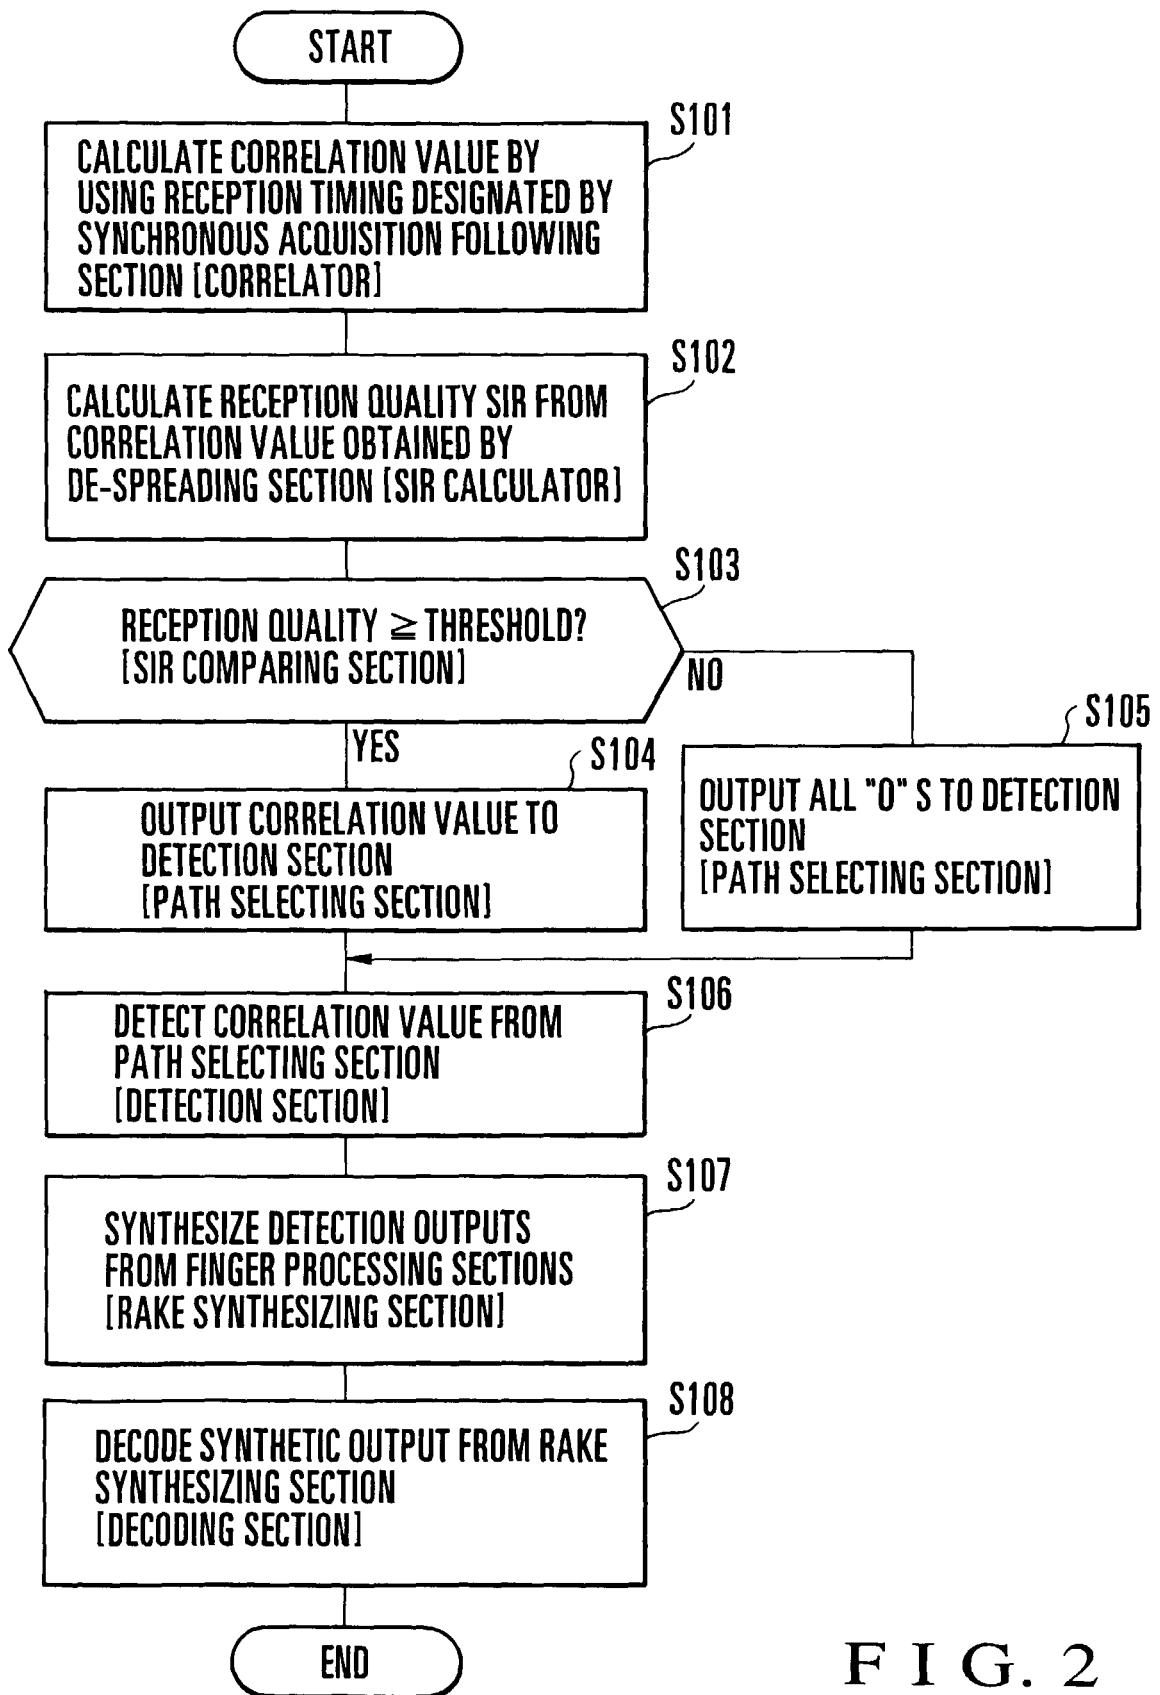 START
S101
CALCULATE CORRELATION VALUE BY
USING RECEPTION TIMING DESIGNATED BY
SYNCHRONOUS ACQUISITION FOLLOWING
SECTION [CORRELATOR]
S102
CALCULATE RECEPTION QUALITY SIR FROM
CORRELATION VALUE OBTAINED BY
DE-SPREADING SECTION [SIR CALCULATOR]
S103
RECEPTION QUALITY ≧ THRESHOLD?
[SIR COMPARING SECTION]
NO
YES
S104
OUTPUT CORRELATION VALUE TO
DETECTION SECTION
[PATH SELECTING SECTION]
S105
OUTPUT ALL "0" S TO DETECTION
SECTION
[PATH SELECTING SECTION]
S106
DETECT CORRELATION VALUE FROM
PATH SELECTING SECTION
[DETECTION SECTION]
S107
SYNTHESIZE DETECTION OUTPUTS
FROM FINGER PROCESSING SECTIONS
[RAKE SYNTHESIZING SECTION]
S108
DECODE SYNTHETIC OUTPUT FROM RAKE
SYNTHESIZING SECTION
[DECODING SECTION]
END
FIG. 2